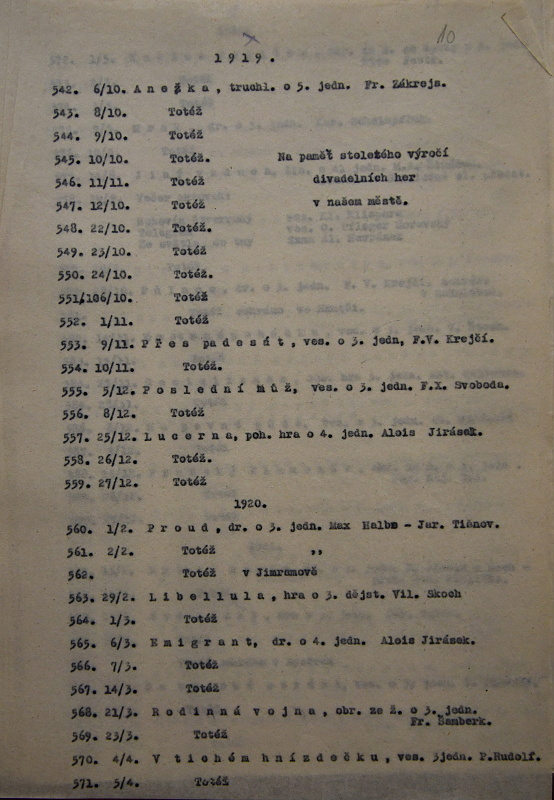 10
1919.
542. 6/10. Anežka, truchl. o 5. jedn. Fr. Zákrejs.
543. 8/10. Totéž
544. 9/10. Totéž
545. 10/10. Totéž. Na paměť stoletého výročí
546. 11/11. Totéž divadelních her
547. 12/10. Totéž v našem městě.
548. 22/10. Totéž.
549. 23/10. Totéž
550. 24/10. Totéž.
551/106/10. Totéž
552. 1/11. Totéž
553. 9/11. Přes padesát, ves. o 3. jedn, F.V. Krejčí.
554. 10/11. Totéž.
555. 5/12. Poslední můž, ves. o 3. jedn. F.X. Svoboda.
556. 8/12. Totéž
557. 25/12. Lucerna, poh. hra o 4. jedn. Alois Jirásek.
558. 26/12. Totéž.
559. 27/12. Totéž
1920.
560. 1/2. Proud, dr. o 3. jedn. Max Halbe - Jar. Tiěnov.
561. 2/2. Totéž ,,
562. Totéž v Jimramově
563. 29/2. Libellula, hra o 3. dějst. Vil. Skoch
564. 1/3. Totéž
565. 6/3. Emigrant, dr. o 4. jedn. Alois Jirásek.
566. 7/3. Totéž
567. 14/3. Totéž
568. 21/3. Rodinná vojna, obr. ze ž. o 3. jedn.
Fr. Šamberk.
569. 23/3. Totéž
570. 4/4. V tichém hnízdečku, ves. 3jedn. P.Rudolf.
571. 5/4. Totéž